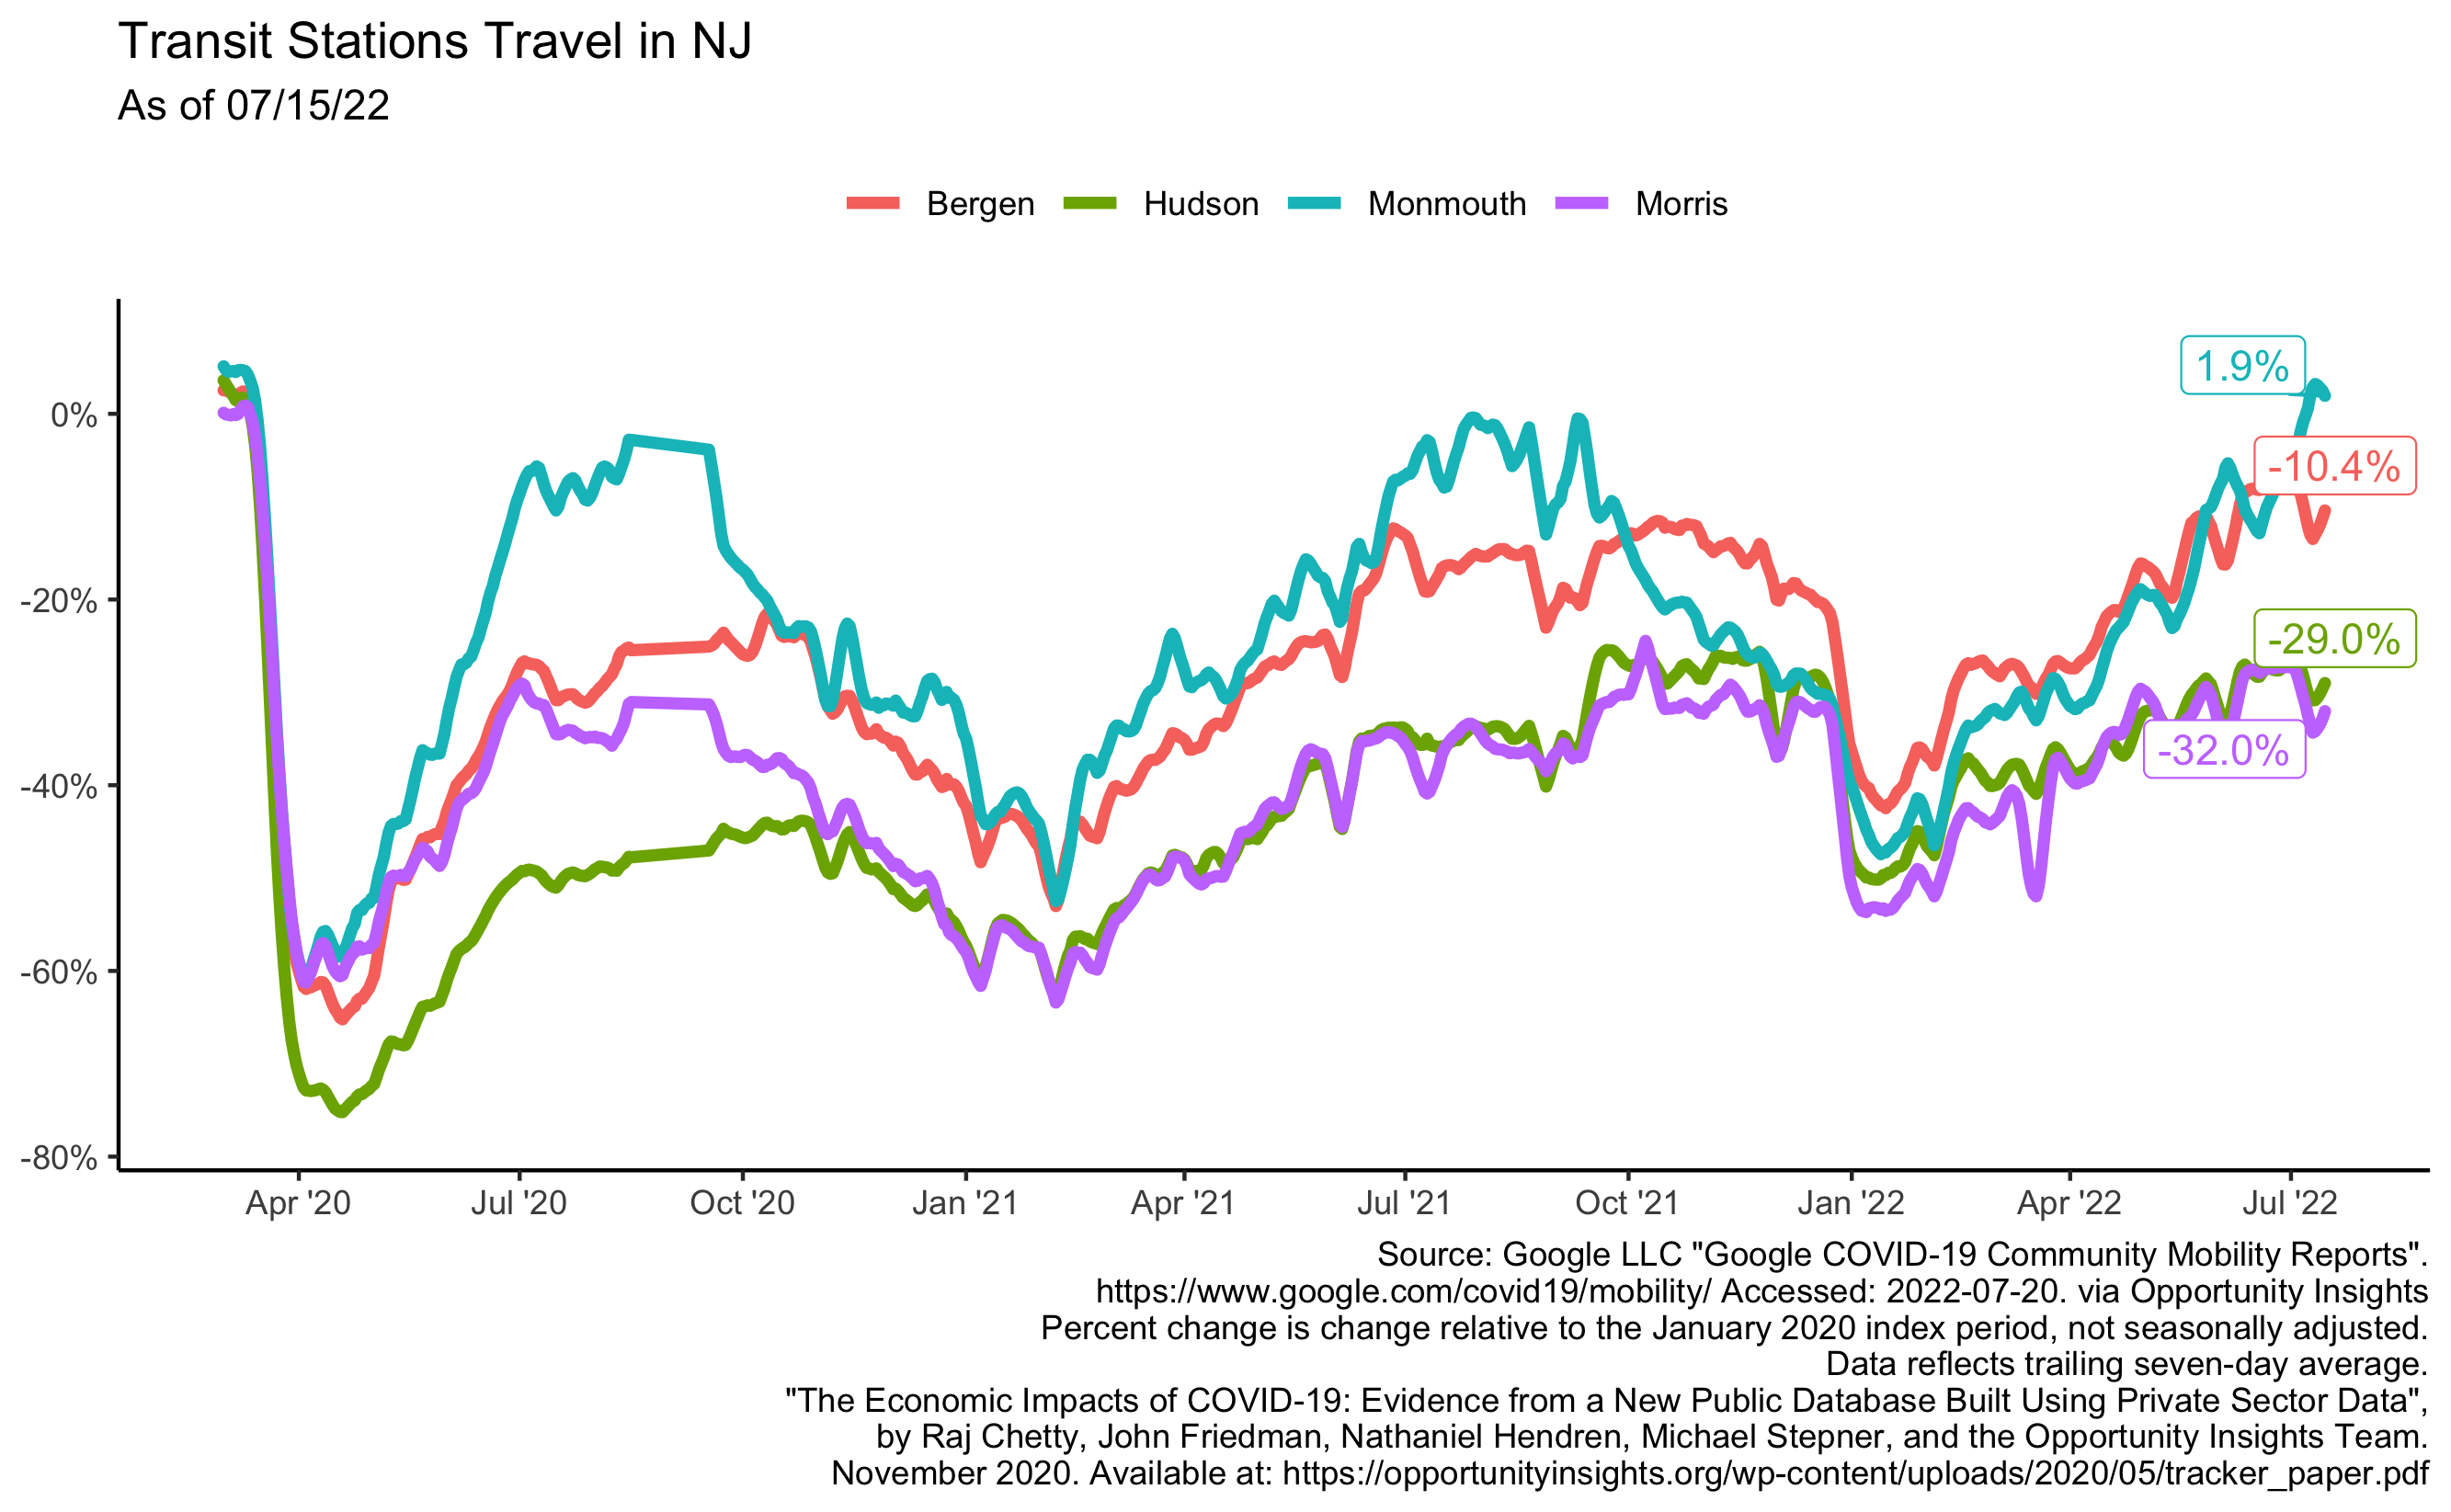 Transit Stations Travel in NJ
As of 07/15/22
Bergen Hudson Monmouth Morris
1.9%
0%
-10.4%
-20%
-29.0%
-32.0%
-40%
-60%
-80%
Apr '20 Jul '20 Oct '20 Jan '21 Apr '21 Jul '21 Oct '21 Jan '22 Apr '22 Jul '22
Source: Google LLC "Google COVID-19 Community Mobility Reports".
https://www.google.com/covid19/mobility/ Accessed: 2022-07-20. via Opportunity Insights
Percent change is change relative to the January 2020 index period, not seasonally adjusted.
Data reflects trailing seven-day average.
"The Economic Impacts of COVID-19: Evidence from a New Public Database Built Using Private Sector Data",
by Raj Chetty, John Friedman, Nathaniel Hendren, Michael Stepner, and the Opportunity Insights Team.
November 2020. Available at: https://opportunityinsights.org/wp-content/uploads/2020/05/tracker_paper.pdf